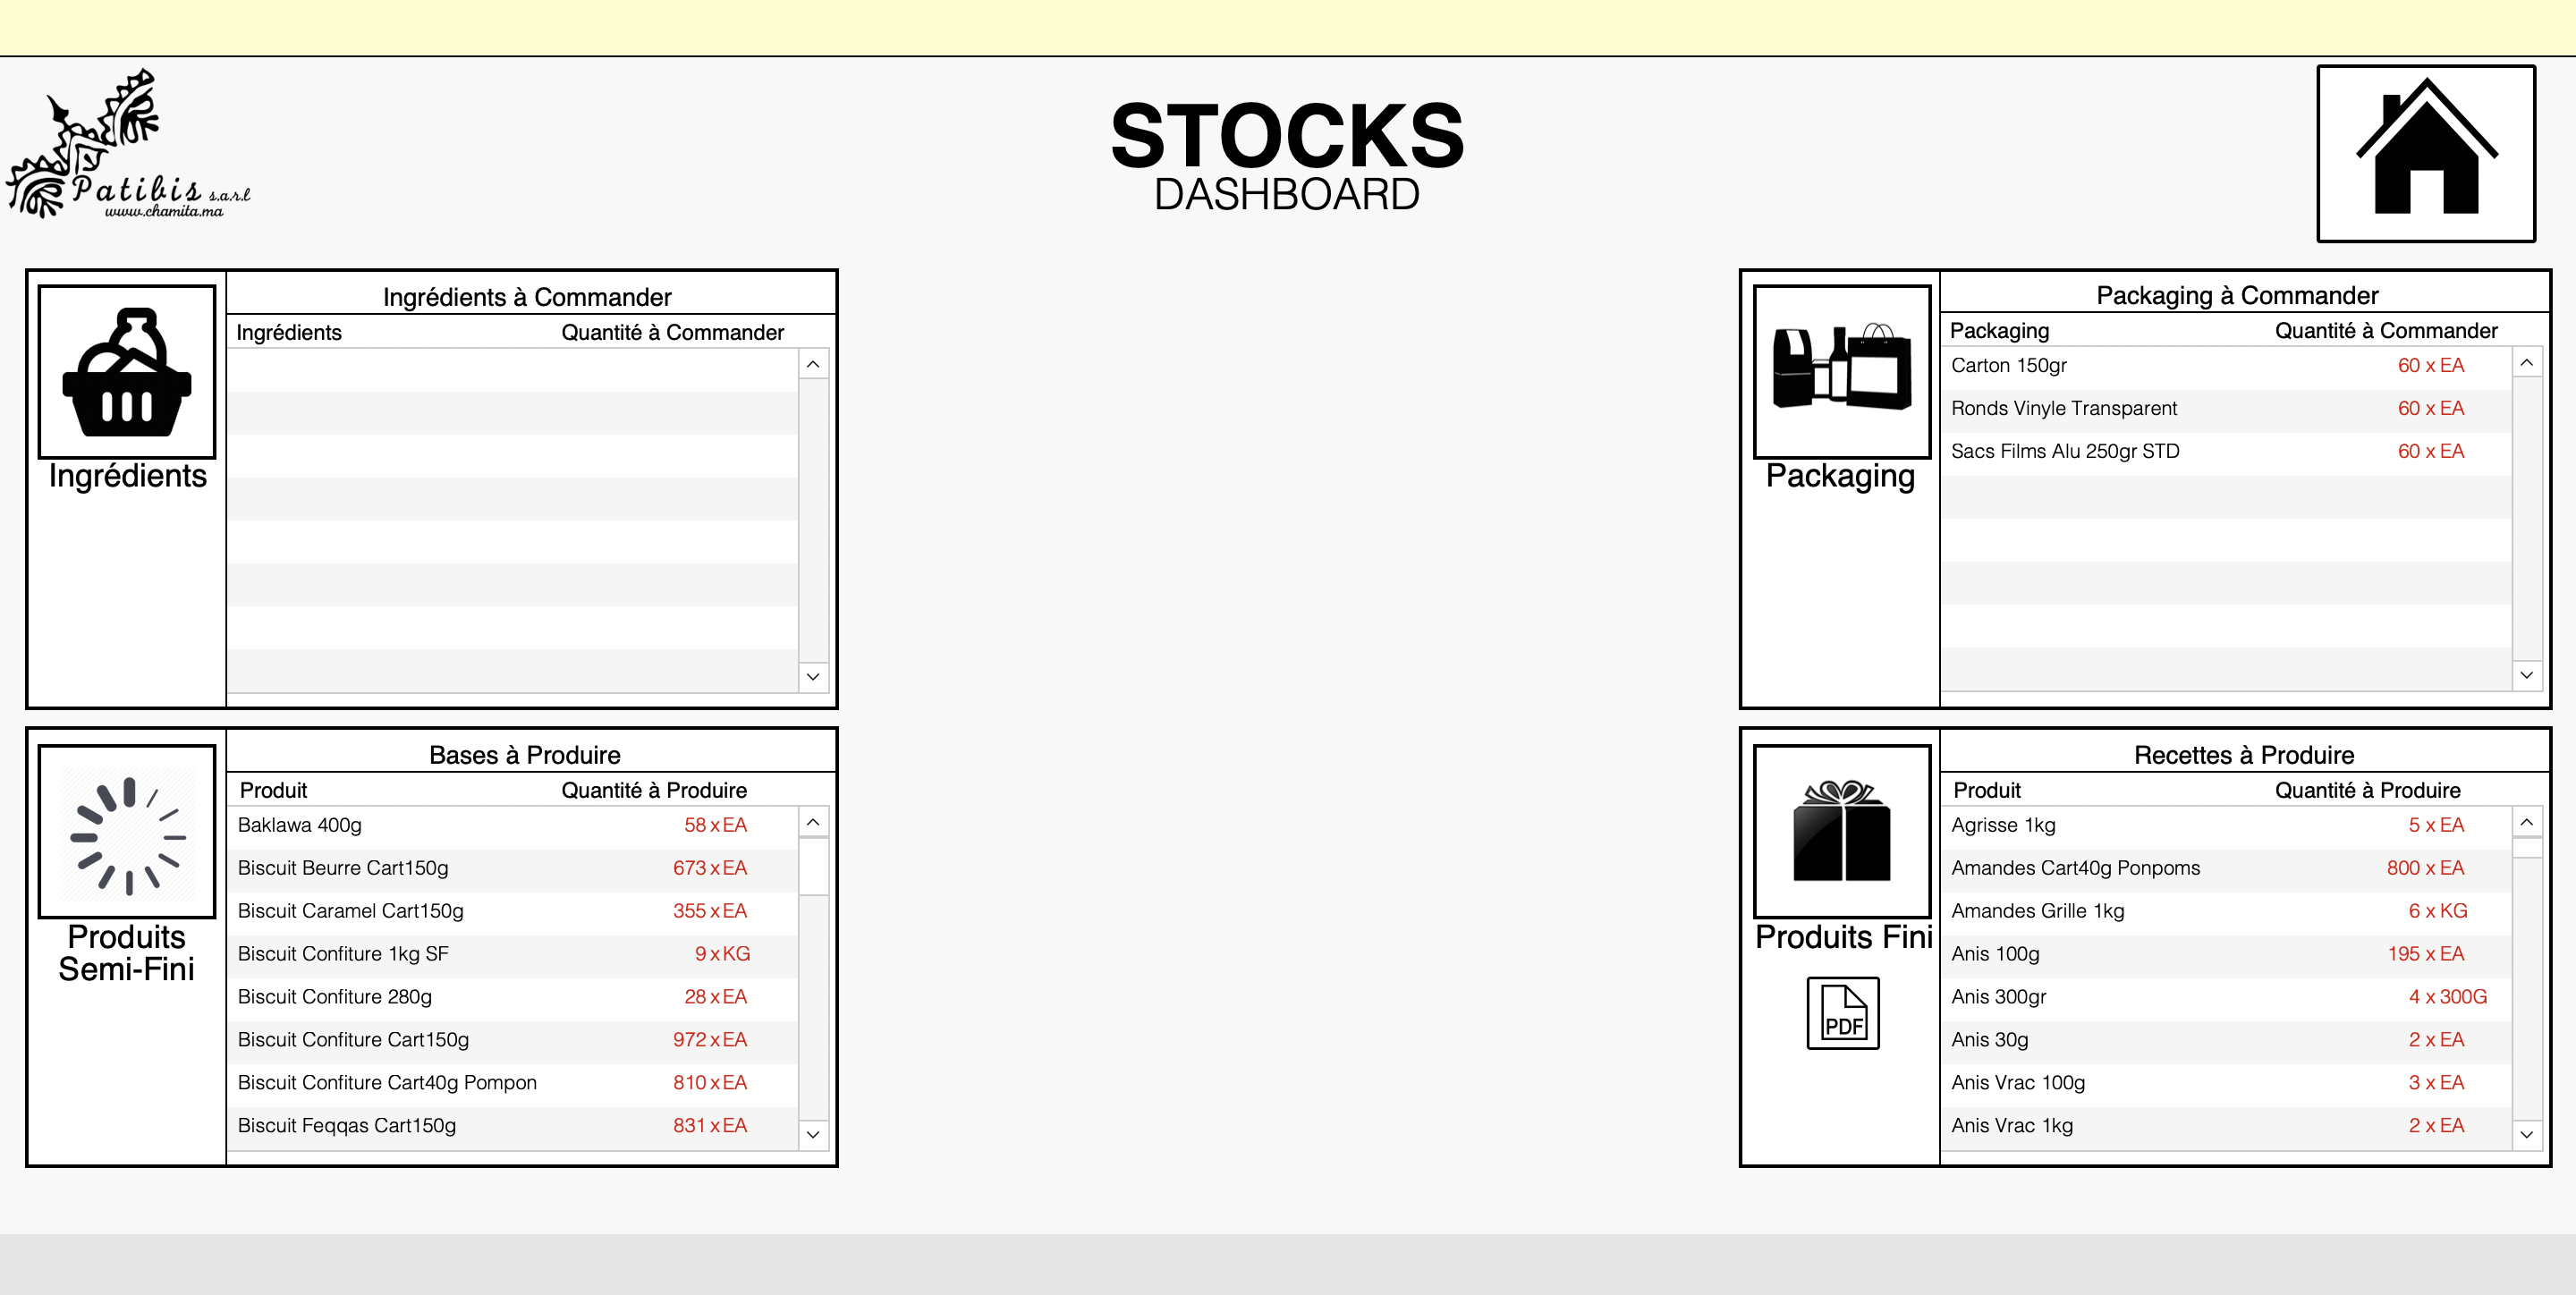 Patibis s.a.r.l
www.chamita.ma
STOCKS
DASHBOARD
Ingrédients
Ingrédients à Commander
Ingrédients Quantité à Commander
Packaging
Packaging à Commander
Packaging Quantité à Commander
Carton 150gr 60 x EA
Ronds Vinyle Transparent 60 x EA
Sacs Films Alu 250gr STD 60 x EA
Produits
Semi-Fini
Bases à Produire
Produit Quantité à Produire
Baklawa 400g 58 x EA
Biscuit Beurre Cart150g 673 x EA
Biscuit Caramel Cart150g 355 x EA
Biscuit Confiture 1kg SF 9 x KG
Biscuit Confiture 280g 28 x EA
Biscuit Confiture Cart150g 972 x EA
Biscuit Confiture Cart40g Pompon 810 x EA
Biscuit Feqqas Cart150g 831 x EA
Produits Fini
PDF
Recettes à Produire
Produit Quantité à Produire
Agrisse 1kg 5 x EA
Amandes Cart40g Ponpoms 800 x EA
Amandes Grille 1kg 6 x KG
Anis 100g 195 x EA
Anis 300gr 4 x 300G
Anis 30g 2 x EA
Anis Vrac 100g 3 x EA
Anis Vrac 1kg 2 x EA